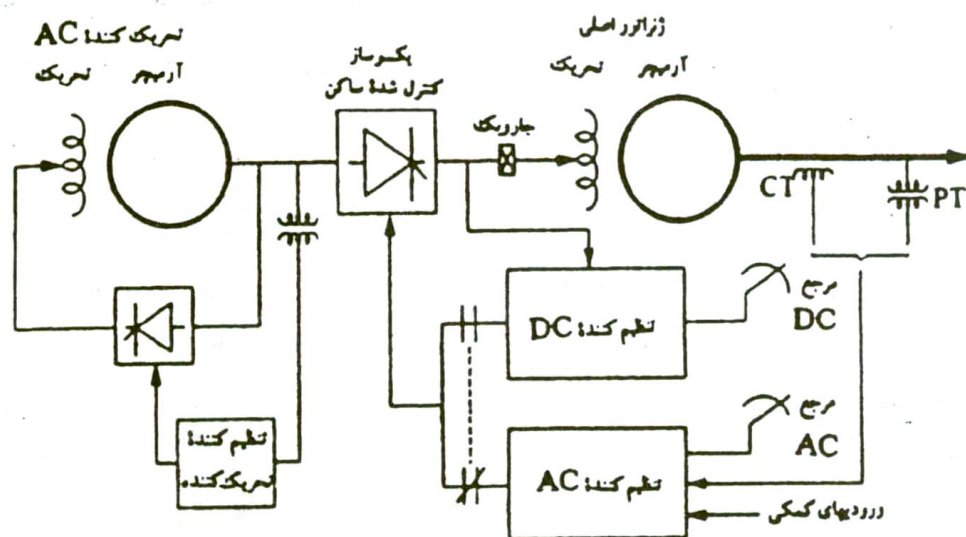 تحریک کنندهٔ AC
آرمیچر
تحریک
یکسوساز
کنترل شدهٔ ساکن
جاروبک
ژنراتور اصلی
آرمیچر
تحریک
CT
PT
تنظیم کنندهٔ DC
مرجع
DC
تنظیم کنندهٔ AC
مرجع
AC
ورودیهای کمکی
تنظیم کنندهٔ
تحریک کننده